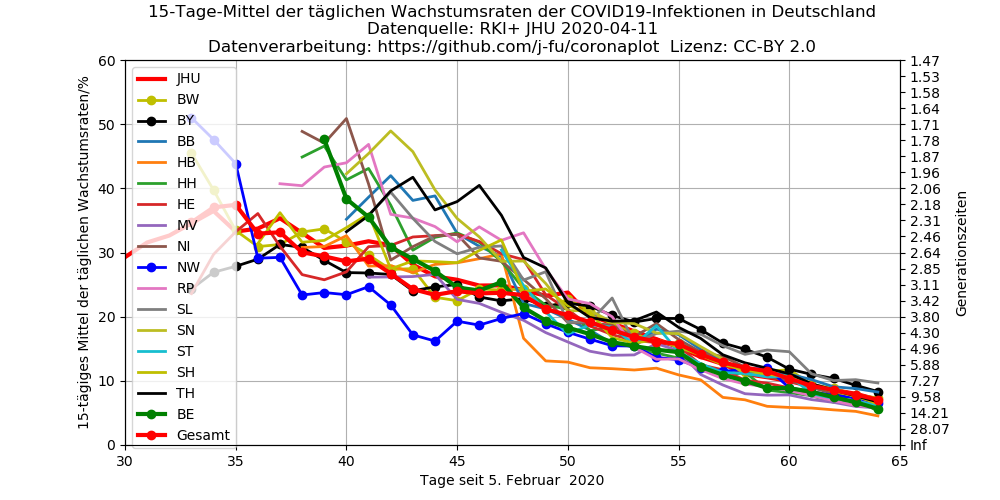 15-Tage-Mittel der täglichen Wachstumsraten der COVID19-Infektionen in Deutschland
Datenquelle: RKI+ JHU 2020-04-11
Datenverarbeitung: https://github.com/j-fu/coronaplot  Lizenz: CC-BY 2.0
15-tägiges Mittel der täglichen Wachstumsraten/%
60
50
40
30
20
10
0
JHU
BW
BY
BB
HB
HH
HE
MV
NI
NW
RP
SL
SN
ST
SH
TH
BE
Gesamt
30
35
40
45
50
55
60
65
Tage seit 5. Februar  2020
1.47
1.53
1.58
1.64
1.71
1.78
1.87
1.96
2.06
2.18
2.31
2.46
2.64
2.85
3.11
3.42
3.80
4.30
4.96
5.88
7.27
9.58
14.21
28.07
Inf
Generationszeiten